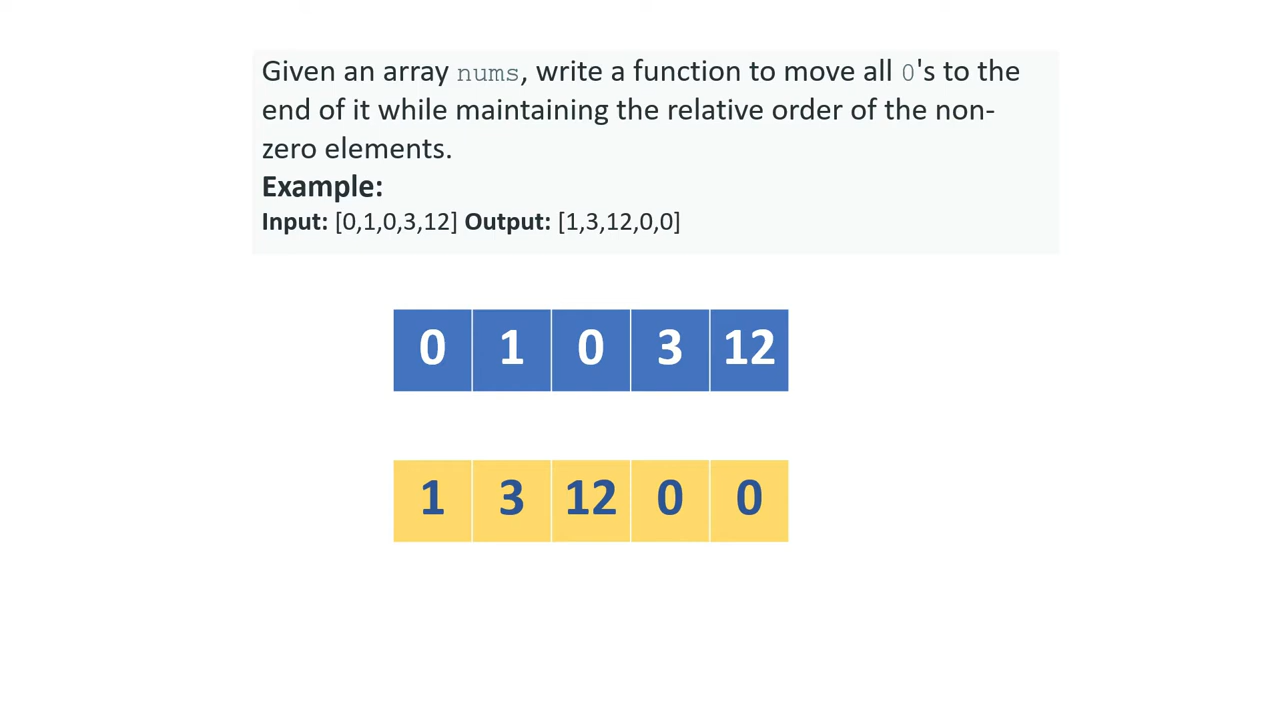 Given an array nums, write a function to move all 0's to the
end of it while maintaining the relative order of the non-
zero elements.
Example:
Input: [0,1,0,3,12] Output: [1,3,12,0,0]
0 1 0 3 12
1 3 12 0 0